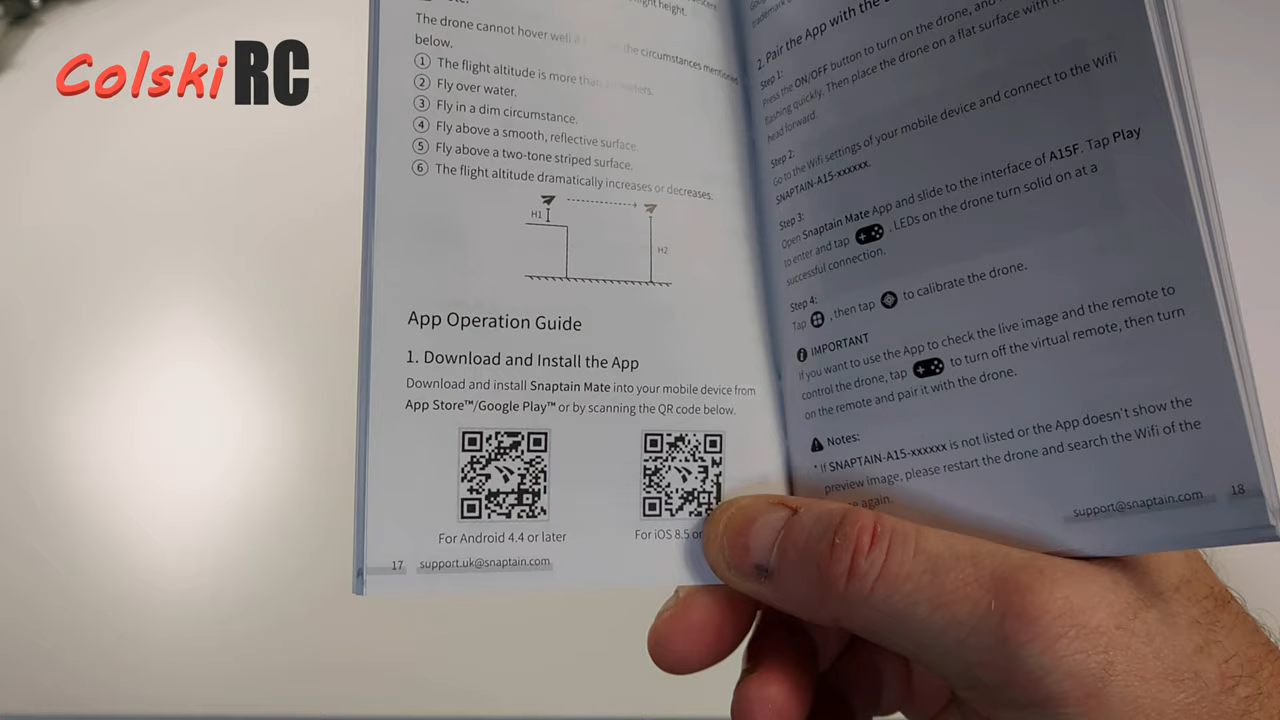 Colski RC
ight height.
The drone cannot hover well the circumstances mentioned
below.
① The flight altitude is more than meters.
② Fly over water.
③ Fly in a dim circumstance.
④ Fly above a smooth, reflective surface.
⑤ Fly above a two-tone striped surface.
⑥ The flight altitude dramatically increases or decreases.
H1
H2
App Operation Guide
1. Download and Install the App
Download and install Snaptain Mate into your mobile device from
App Store™/Google Play™ or by scanning the QR code below.
For Android 4.4 or later
For iOS 8.5 or
17 support.uk@snaptain.com
2. Pair the App with the
Step 1:
Press the ON/OFF button to turn on the drone, and
flashing quickly. Then place the drone on a flat surface with
head forward.
Step 2:
Go to the Wifi settings of your mobile device and connect to the Wifi
SNAPTAIN-A15-xxxxxx.
Step 3:
Open Snaptain Mate App and slide to the interface of A15F. Tap Play
to enter and tap . LEDs on the drone turn solid on at a
successful connection.
Step 4:
Tap , then tap to calibrate the drone.
IMPORTANT
If you want to use the App to check the live image and the remote to
control the drone, tap to turn off the virtual remote, then turn
on the remote and pair it with the drone.
Notes:
* If SNAPTAIN-A15-xxxxxx is not listed or the App doesn't show the
preview image, please restart the drone and search the Wifi of the
again.
support@snaptain.com 18